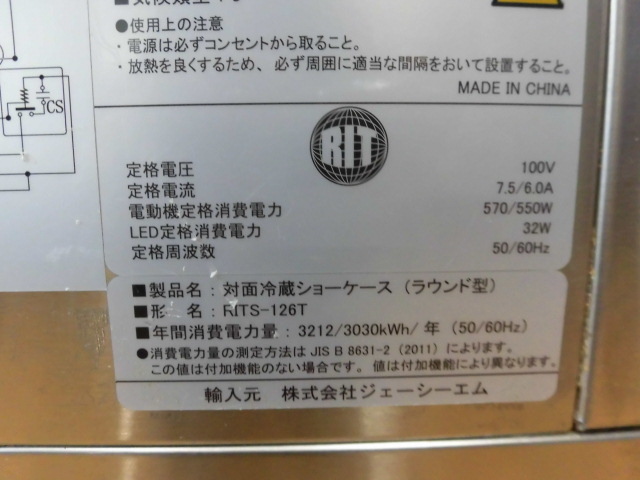 ●使用上の注意
・電源は必ずコンセントから取ること。
・放熱を良くするため、必ず周囲に適当な間隔をおいて設置すること。
MADE IN CHINA
CS
RIT
定格電圧 100V
定格電流 7.5/6.0A
電動機定格消費電力 570/550W
LED定格消費電力 32W
定格周波数 50/60Hz
■製品名：対面冷蔵ショーケース（ラウンド型）
■形 名：RITS-126T
■年間消費電力量：3212/3030kWh/年（50/60Hz）
●消費電力量の測定方法は JIS B 8631-2（2011）によります。
この値は付加機能のない場合です。値は付加機能により異なります。
輸入元 株式会社ジェーシーエム